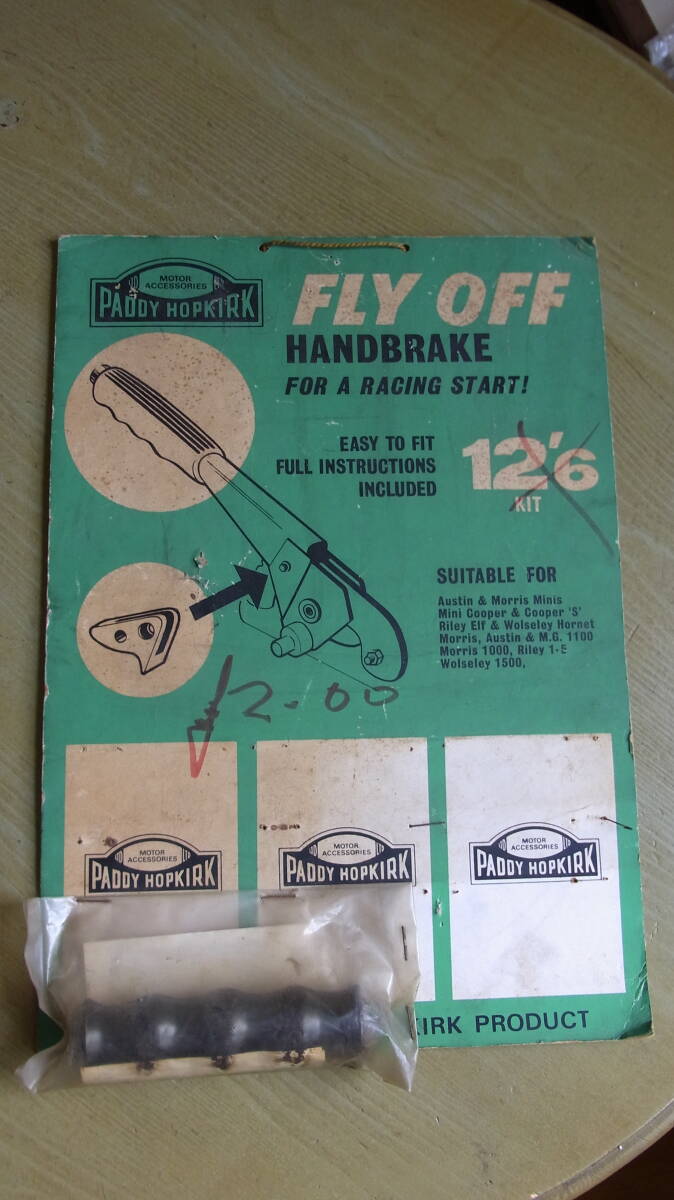 MOTOR
ACCESSORIES
PADDY HOPKIRK
FLY OFF
HANDBRAKE
FOR A RACING START!
EASY TO FIT
FULL INSTRUCTIONS
INCLUDED
12'6
KIT
SUITABLE FOR
Austin & Morris Minis
Mini Cooper & Cooper 'S'
Riley Elf & Wolseley Hornet
Morris, Austin & M.G. 1100
Morris 1000, Riley 1·5
Wolseley 1500,
2-00
MOTOR
ACCESSORIES
PADDY HOPKIRK
MOTOR
ACCESSORIES
PADDY HOPKIRK
MOTOR
ACCESSORIES
PADDY HOPKIRK
KIRK PRODUCT